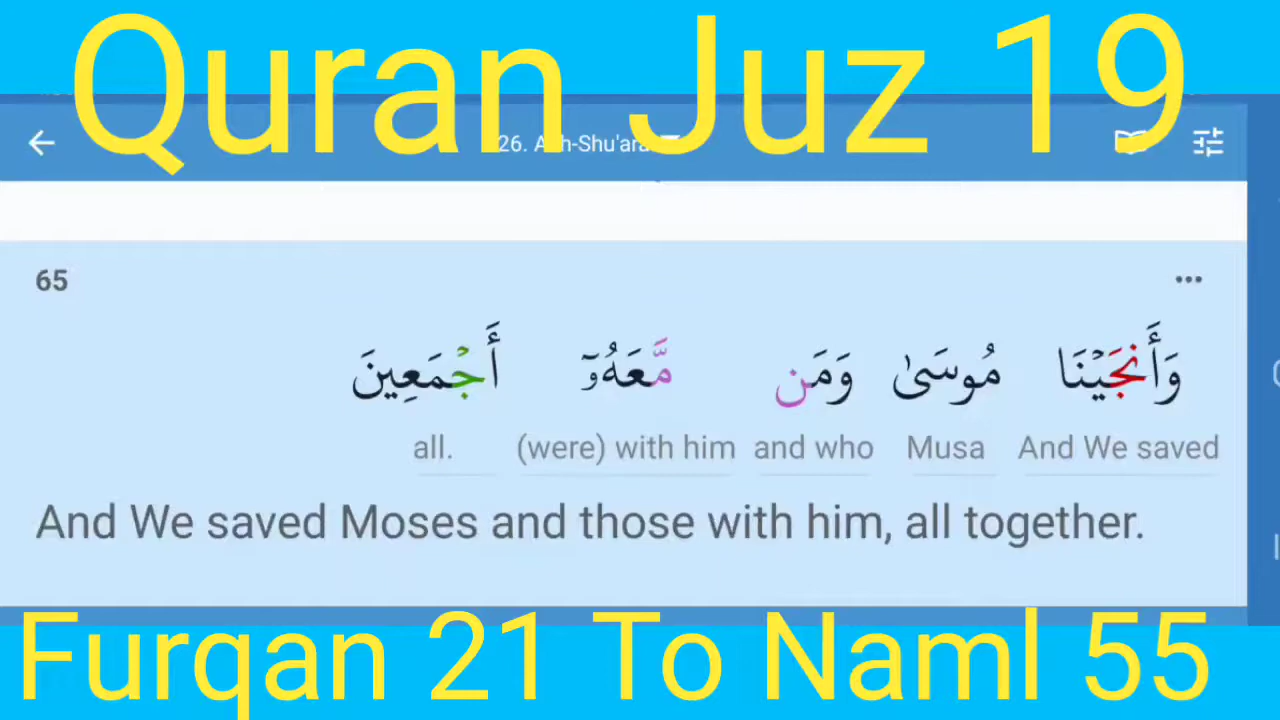 Quran Juz 19
26. Ash-Shu'ara
65
وَأَنجَيْنَا مُوسَىٰ وَمَن مَّعَهُۥٓ أَجْمَعِينَ
all. (were) with him and who Musa And We saved
And We saved Moses and those with him, all together.
Furqan 21 To Naml 55